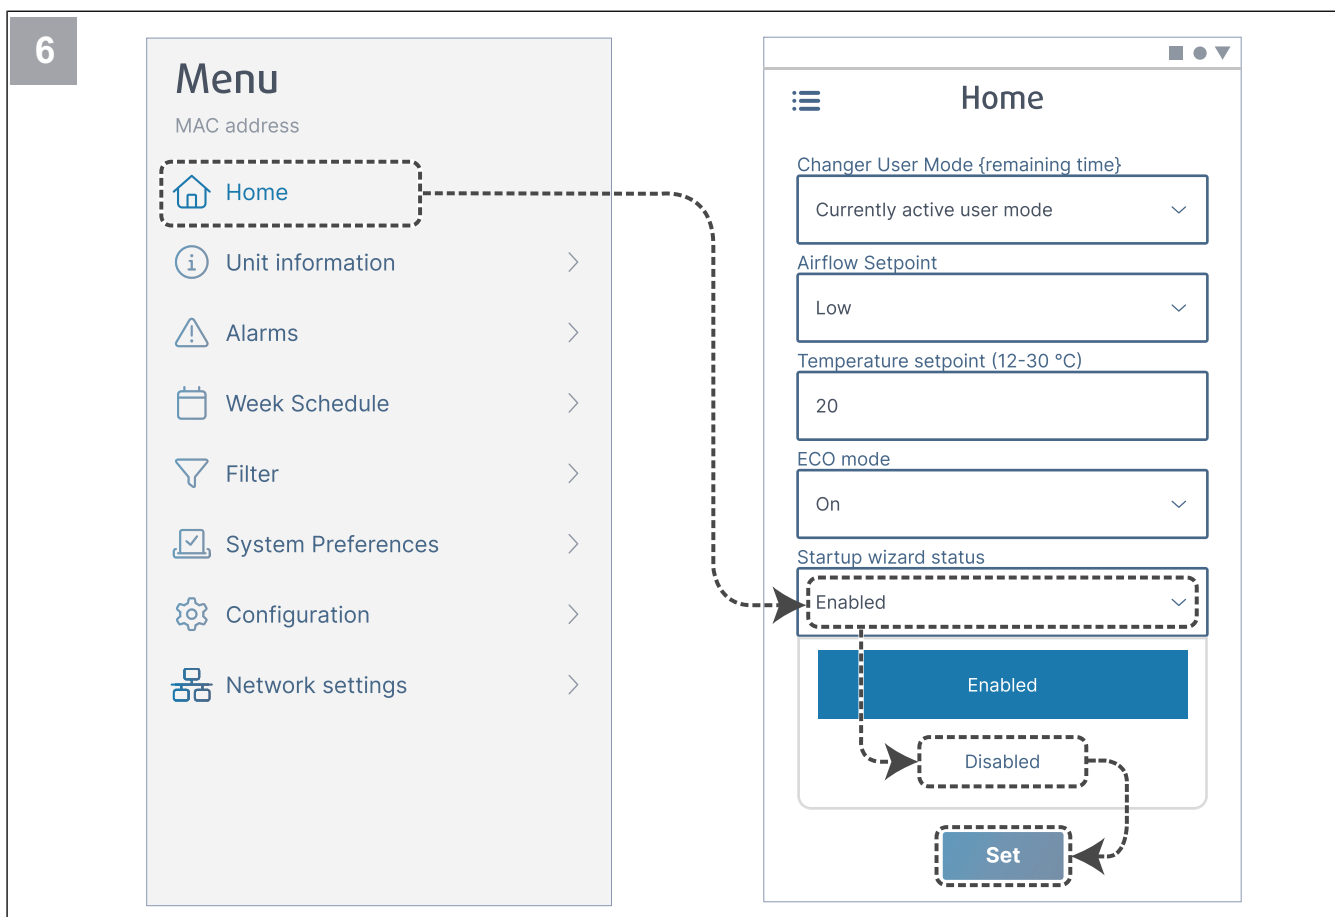 6
Menu
MAC address
Home
Unit information
Alarms
Week Schedule
Filter
System Preferences
Configuration
Network settings
Home
Changer User Mode {remaining time}
Currently active user mode
Airflow Setpoint
Low
Temperature setpoint (12-30 °C)
20
ECO mode
On
Startup wizard status
Enabled
Enabled
Disabled
Set